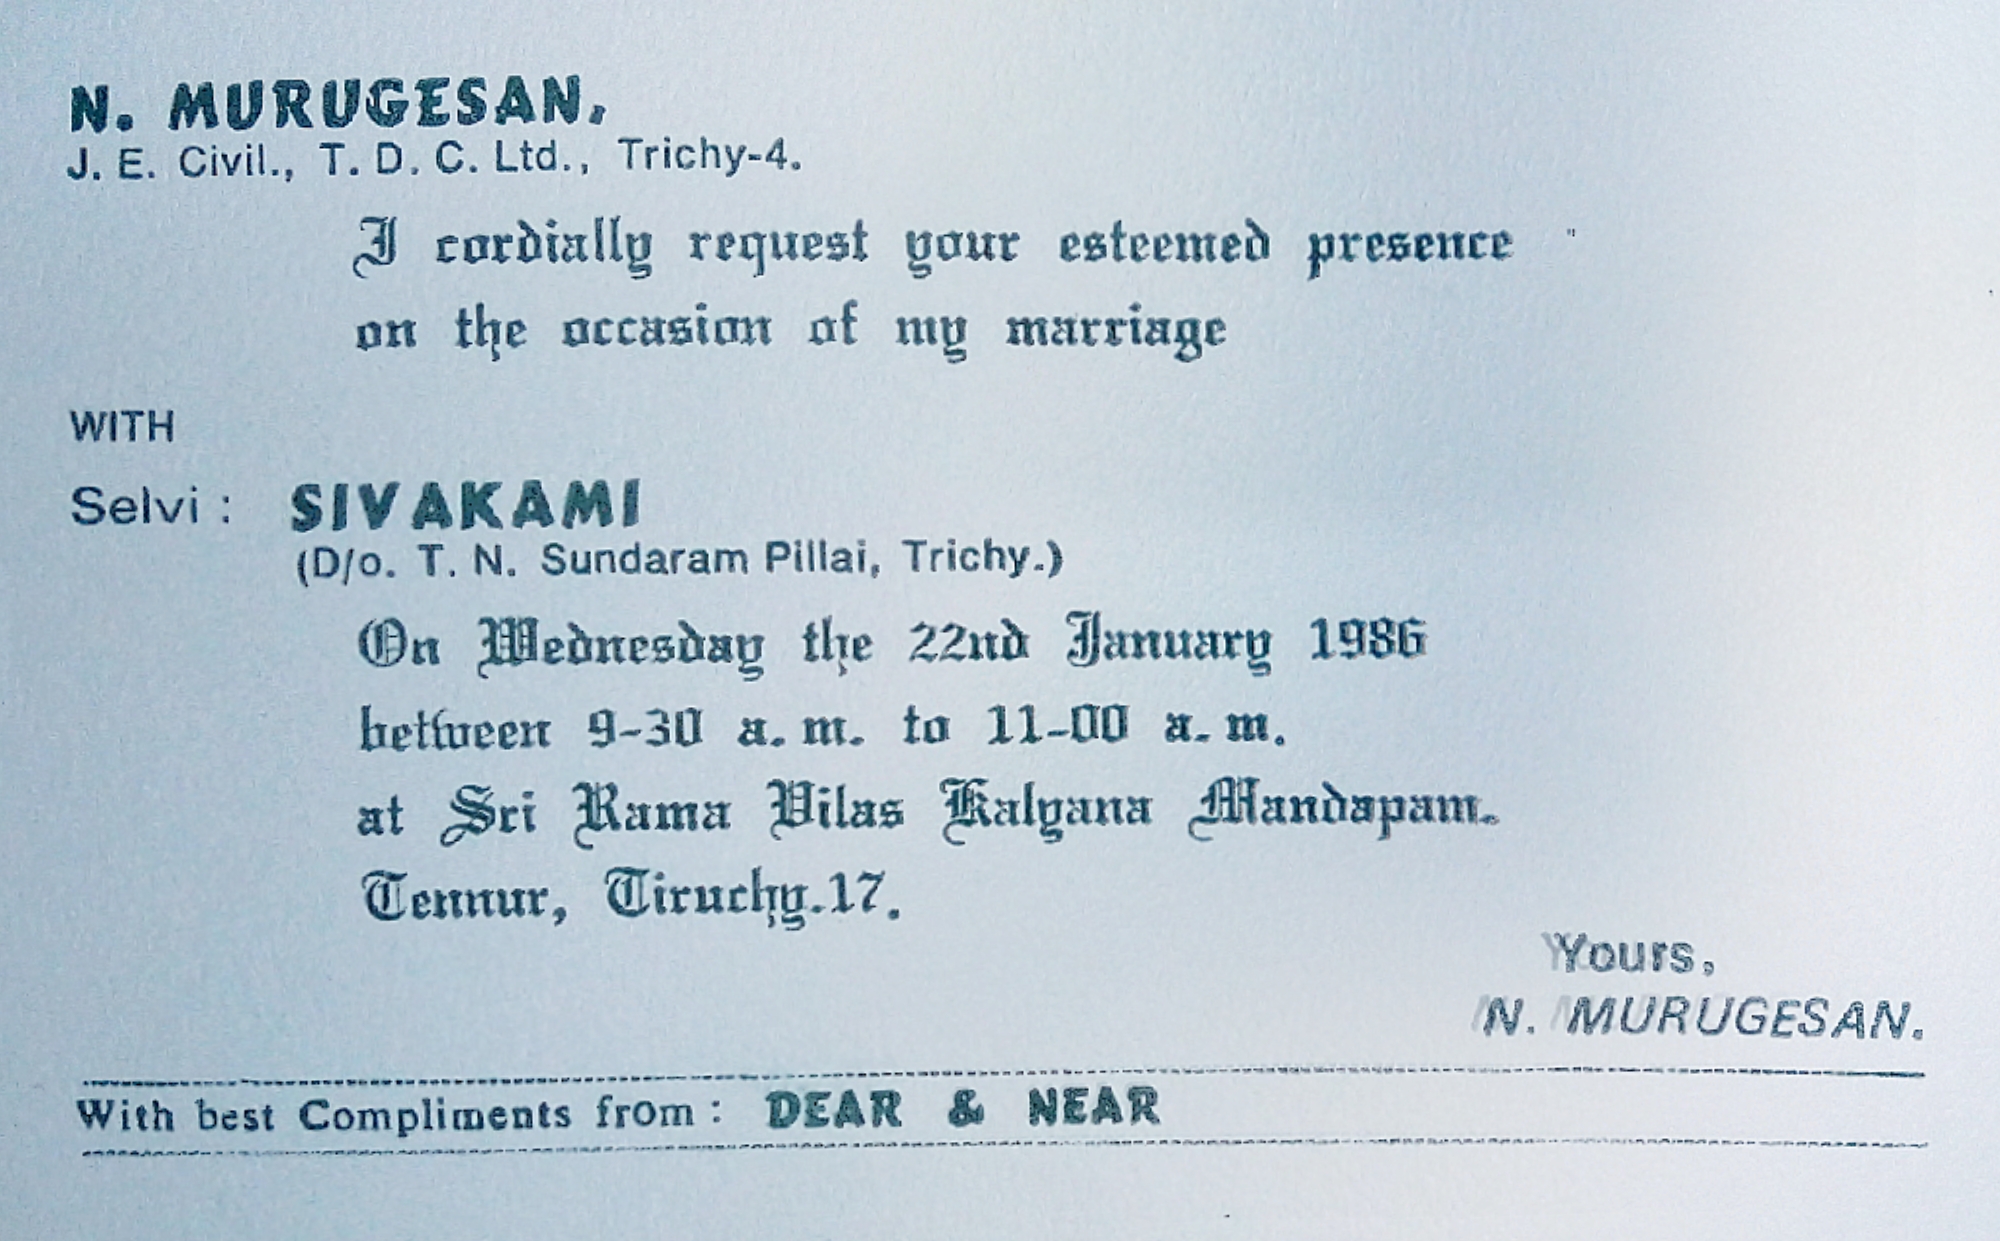 N. MURUGESAN,
J. E. Civil., T. D. C. Ltd., Trichy-4.
I cordially request your esteemed presence
on the occasion of my marriage
WITH
Selvi : SIVAKAMI
(D/o. T. N. Sundaram Pillai, Trichy.)
On Wednesday the 22nd January 1986
between 9-30 a. m. to 11-00 a. m.
at Sri Rama Vilas Kalyana Mandapam.
Tennur, Tiruchy.17.
Yours,
N. MURUGESAN.
With best Compliments from : DEAR & NEAR